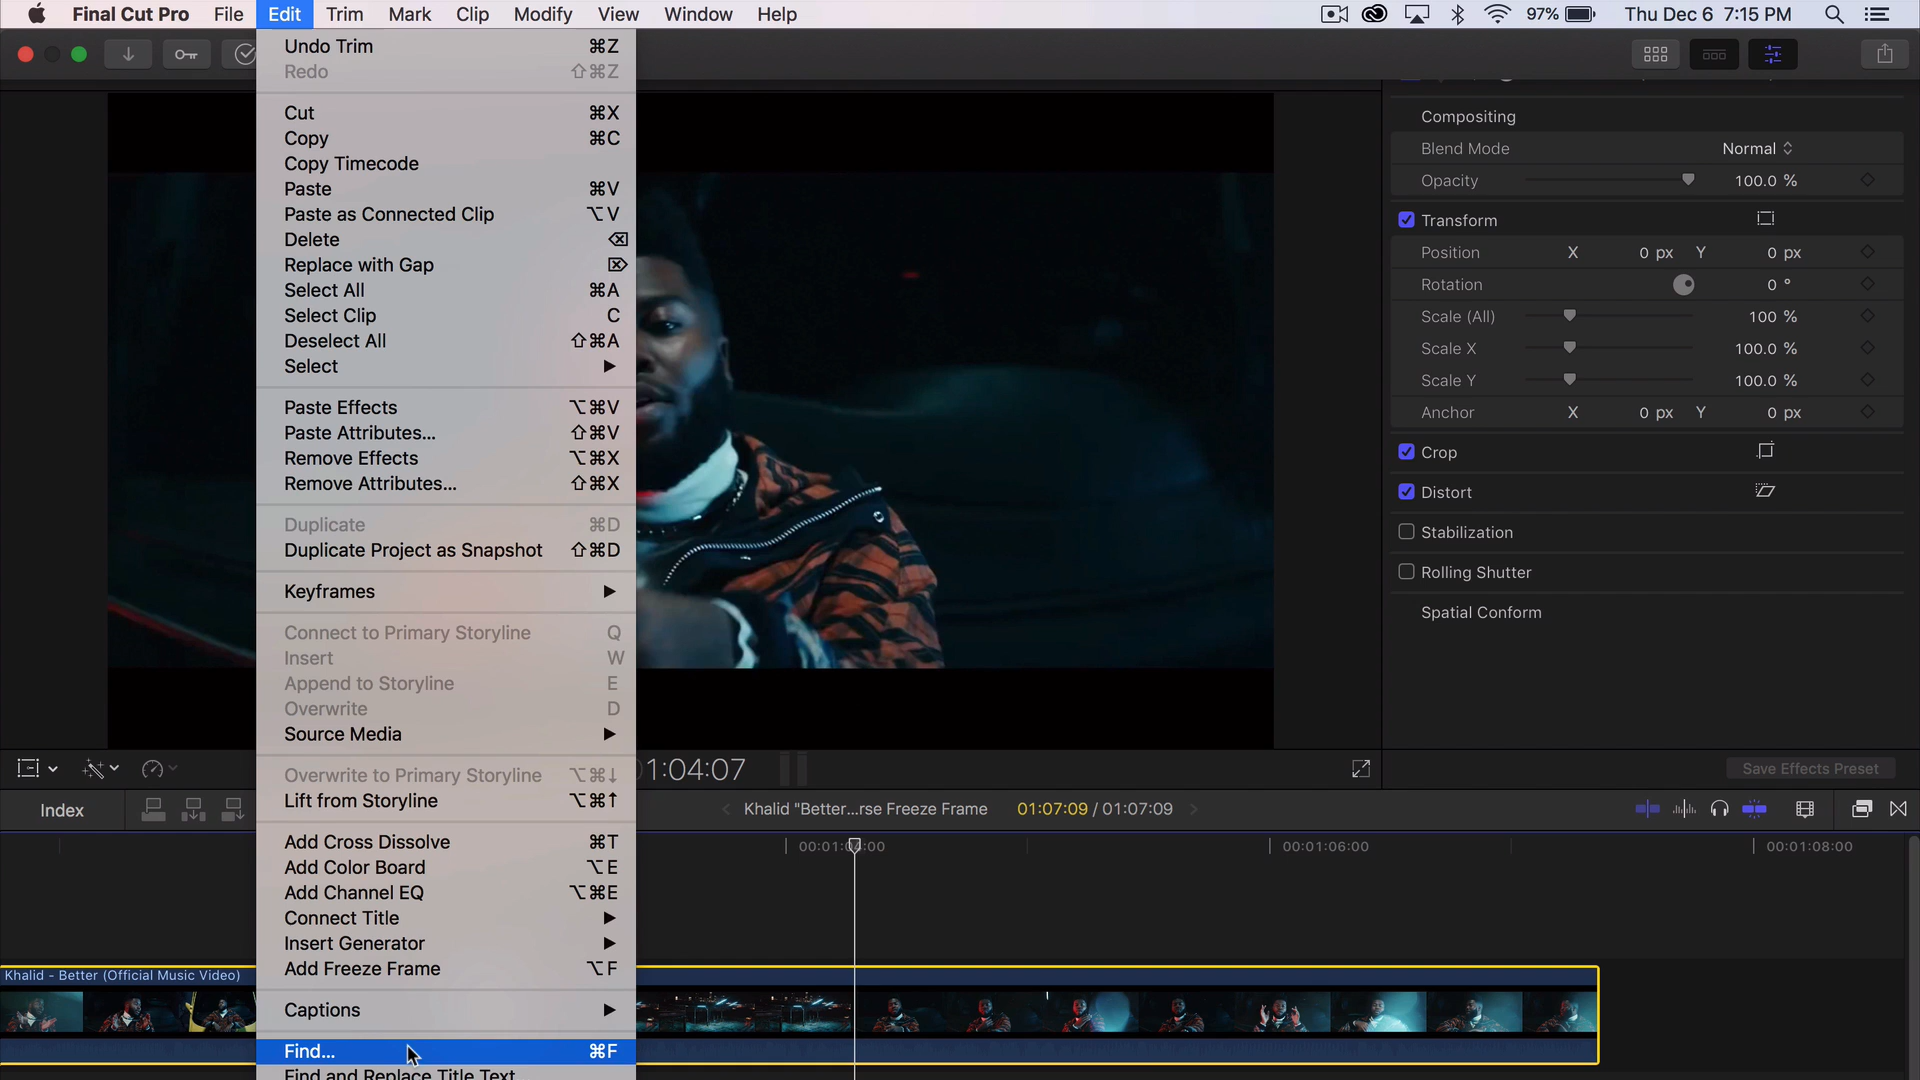 Final Cut Pro File Edit Trim Mark Clip Modify View Window Help 97% Thu Dec 6 7:15 PM
Undo Trim ⌘Z
Redo ⇧⌘Z
Cut ⌘X
Copy ⌘C
Copy Timecode
Paste ⌘V
Paste as Connected Clip ⌥V
Delete ⌫
Replace with Gap ⌦
Select All ⌘A
Select Clip C
Deselect All ⇧⌘A
Select ▶
Paste Effects ⌥⌘V
Paste Attributes... ⇧⌘V
Remove Effects ⌥⌘X
Remove Attributes... ⇧⌘X
Duplicate ⌘D
Duplicate Project as Snapshot ⇧⌘D
Keyframes ▶
Connect to Primary Storyline Q
Insert W
Append to Storyline E
Overwrite D
Source Media ▶
Overwrite to Primary Storyline ⌥⌘↓
Lift from Storyline ⌥⌘↑
Add Cross Dissolve ⌘T
Add Color Board ⌥E
Add Channel EQ ⌥⌘E
Connect Title ▶
Insert Generator ▶
Add Freeze Frame ⌥F
Captions ▶
Find... ⌘F
Find and Replace Title Text
Compositing
Blend Mode Normal
Opacity 100.0 %
Transform
Position X 0 px Y 0 px
Rotation 0 °
Scale (All) 100 %
Scale X 100.0 %
Scale Y 100.0 %
Anchor X 0 px Y 0 px
Crop
Distort
Stabilization
Rolling Shutter
Spatial Conform
Save Effects Preset
1:04:07
Index
Khalid "Better...rse Freeze Frame 01:07:09 / 01:07:09
00:01:04:00 00:01:06:00 00:01:08:00
Khalid - Better (Official Music Video)